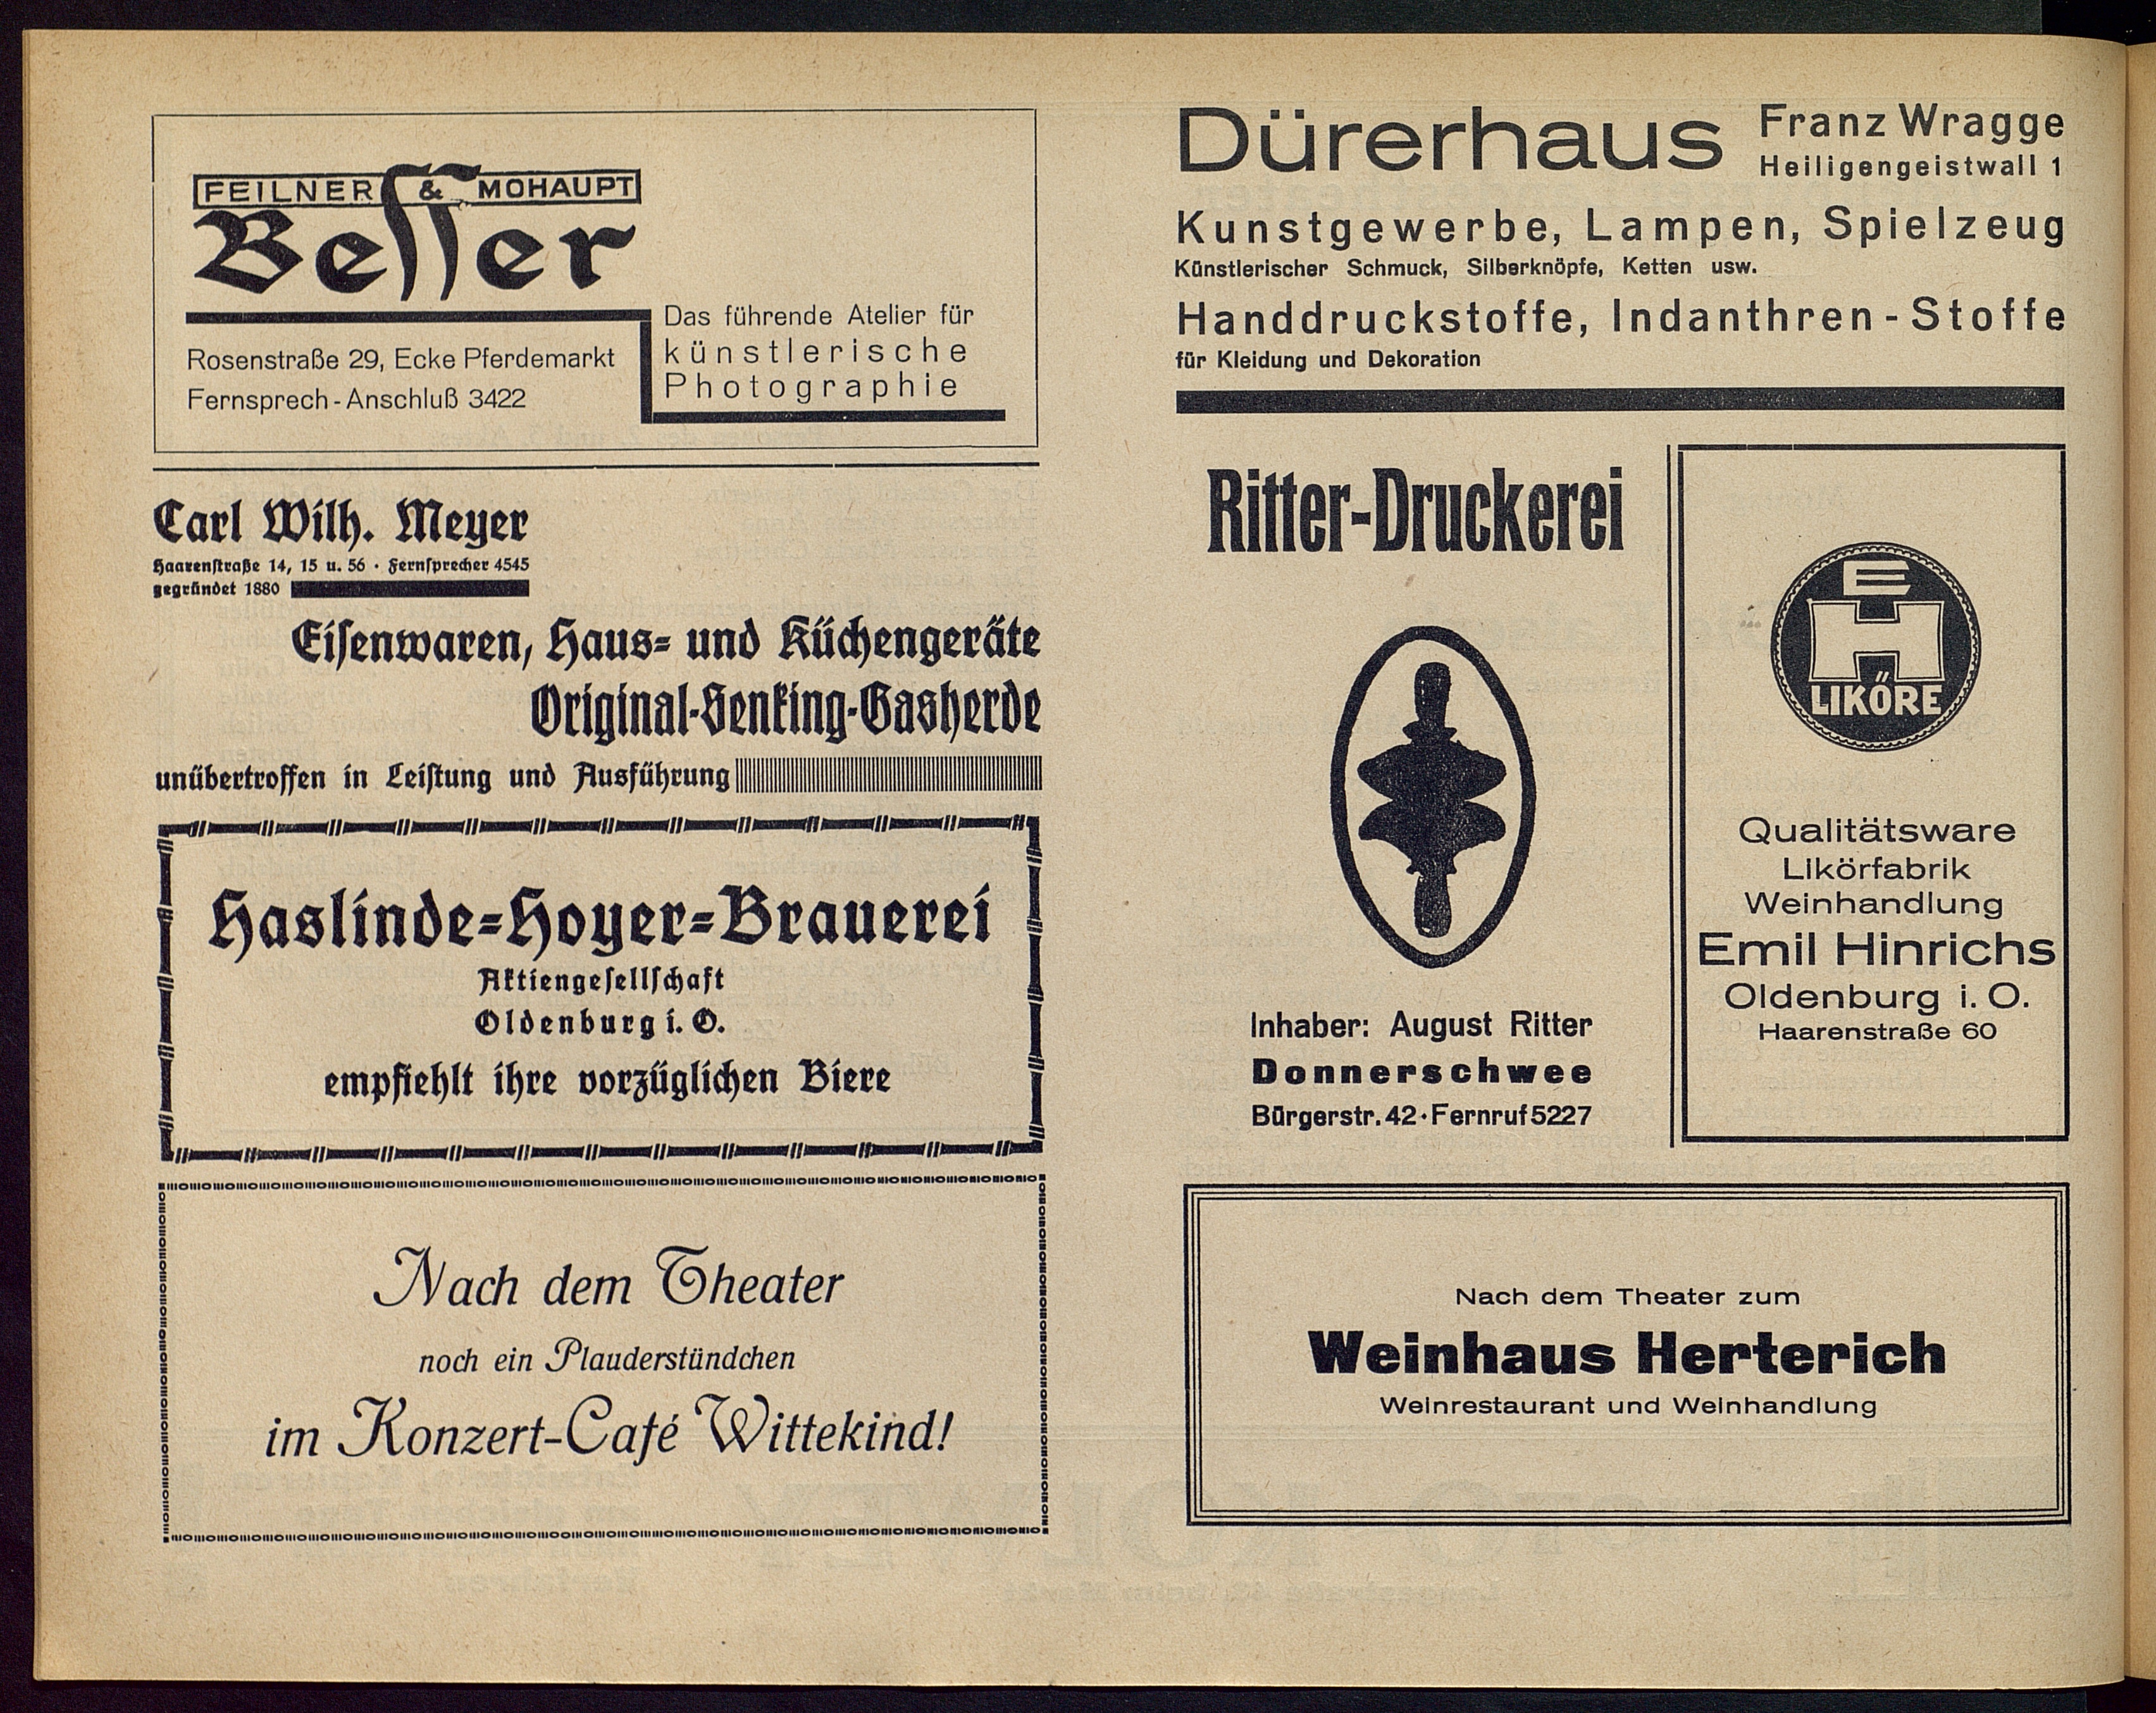 FEILNER & MOHAUPT
Besser
Das führende Atelier für
künstlerische
Photographie
Rosenstraße 29, Ecke Pferdemarkt
Fernsprech-Anschluß 3422
Carl Wilh. Meyer
Haarenstraße 14, 15 u. 56 · Fernsprecher 4545
gegründet 1880
Eisenwaren, Haus- und Küchengeräte
Original-Senking-Gasherde
unübertroffen in Leistung und Ausführung
Haslinde-Hoyer-Brauerei
Aktiengesellschaft
Oldenburg i. O.
empfiehlt ihre vorzüglichen Biere
Nach dem Theater
noch ein Plauderstündchen
im Konzert-Café Wittekind!
Dürerhaus
Franz Wragge
Heiligengeistwall 1
Kunstgewerbe, Lampen, Spielzeug
Künstlerischer Schmuck, Silberknöpfe, Ketten usw.
Handdruckstoffe, Indanthren-Stoffe
für Kleidung und Dekoration
Ritter-Druckerei
Inhaber: August Ritter
Donnerschwee
Bürgerstr. 42 · Fernruf 5227
E
H
LIKÖRE
Qualitätsware
Likörfabrik
Weinhandlung
Emil Hinrichs
Oldenburg i. O.
Haarenstraße 60
Nach dem Theater zum
Weinhaus Herterich
Weinrestaurant und Weinhandlung